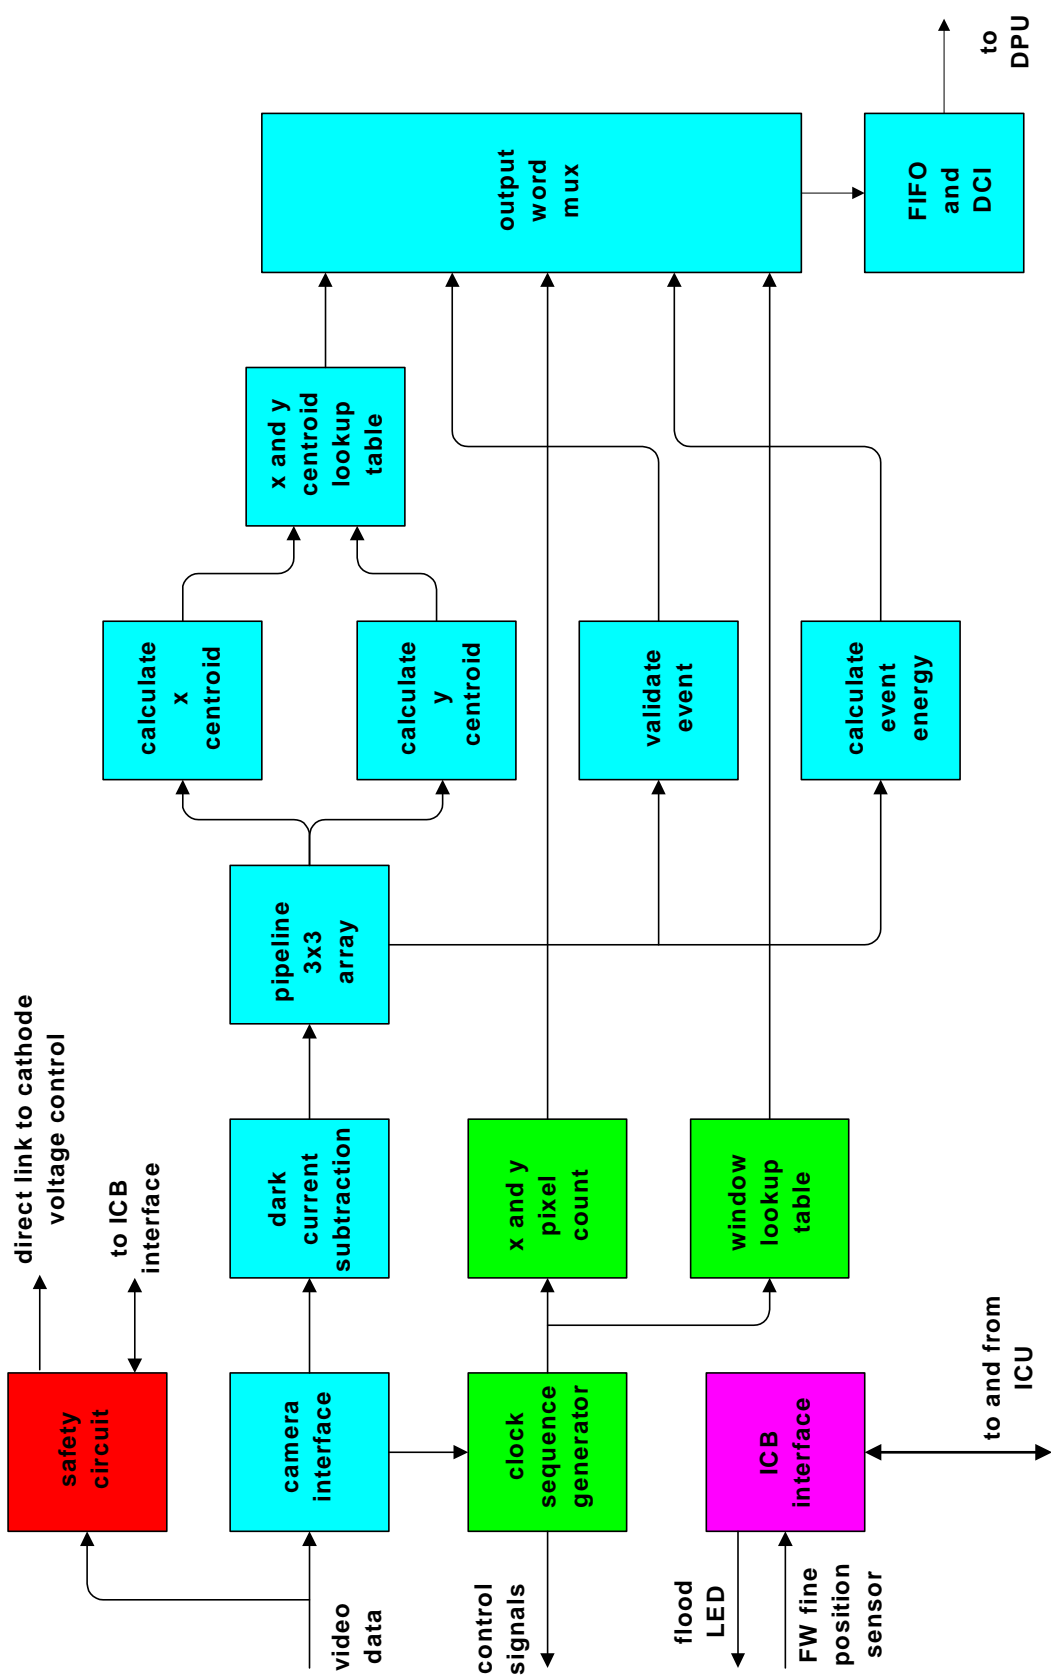 direct link to cathode
voltage control
to ICB
interface
safety
circuit
video
data
camera
interface
dark
current
subtraction
pipeline
3x3
array
calculate
x
centroid
calculate
y
centroid
x and y
centroid
lookup
table
output
word
mux
control
signals
clock
sequence
generator
x and y
pixel
count
validate
event
window
lookup
table
calculate
event
energy
flood
LED
FW fine
position
sensor
ICB
interface
to and from
ICU
FIFO
and
DCI
to
DPU